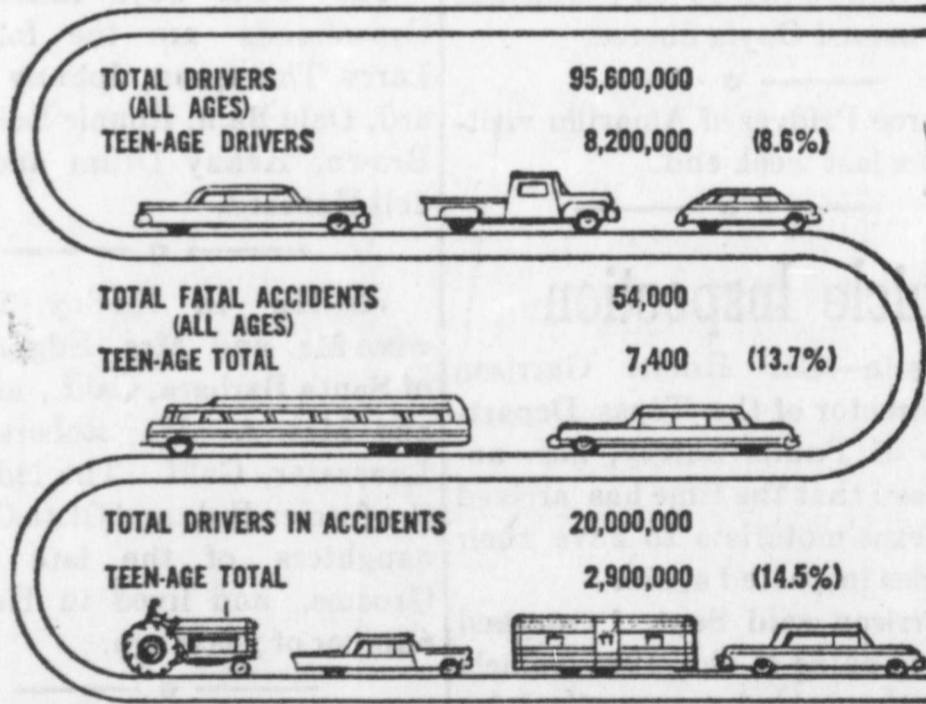 TOTAL DRIVERS 95,600,000
(ALL AGES)
TEEN-AGE DRIVERS 8,200,000 (8.6%)
TOTAL FATAL ACCIDENTS 54,000
(ALL AGES)
TEEN-AGE TOTAL 7,400 (13.7%)
TOTAL DRIVERS IN ACCIDENTS 20,000,000
TEEN-AGE TOTAL 2,900,000 (14.5%)